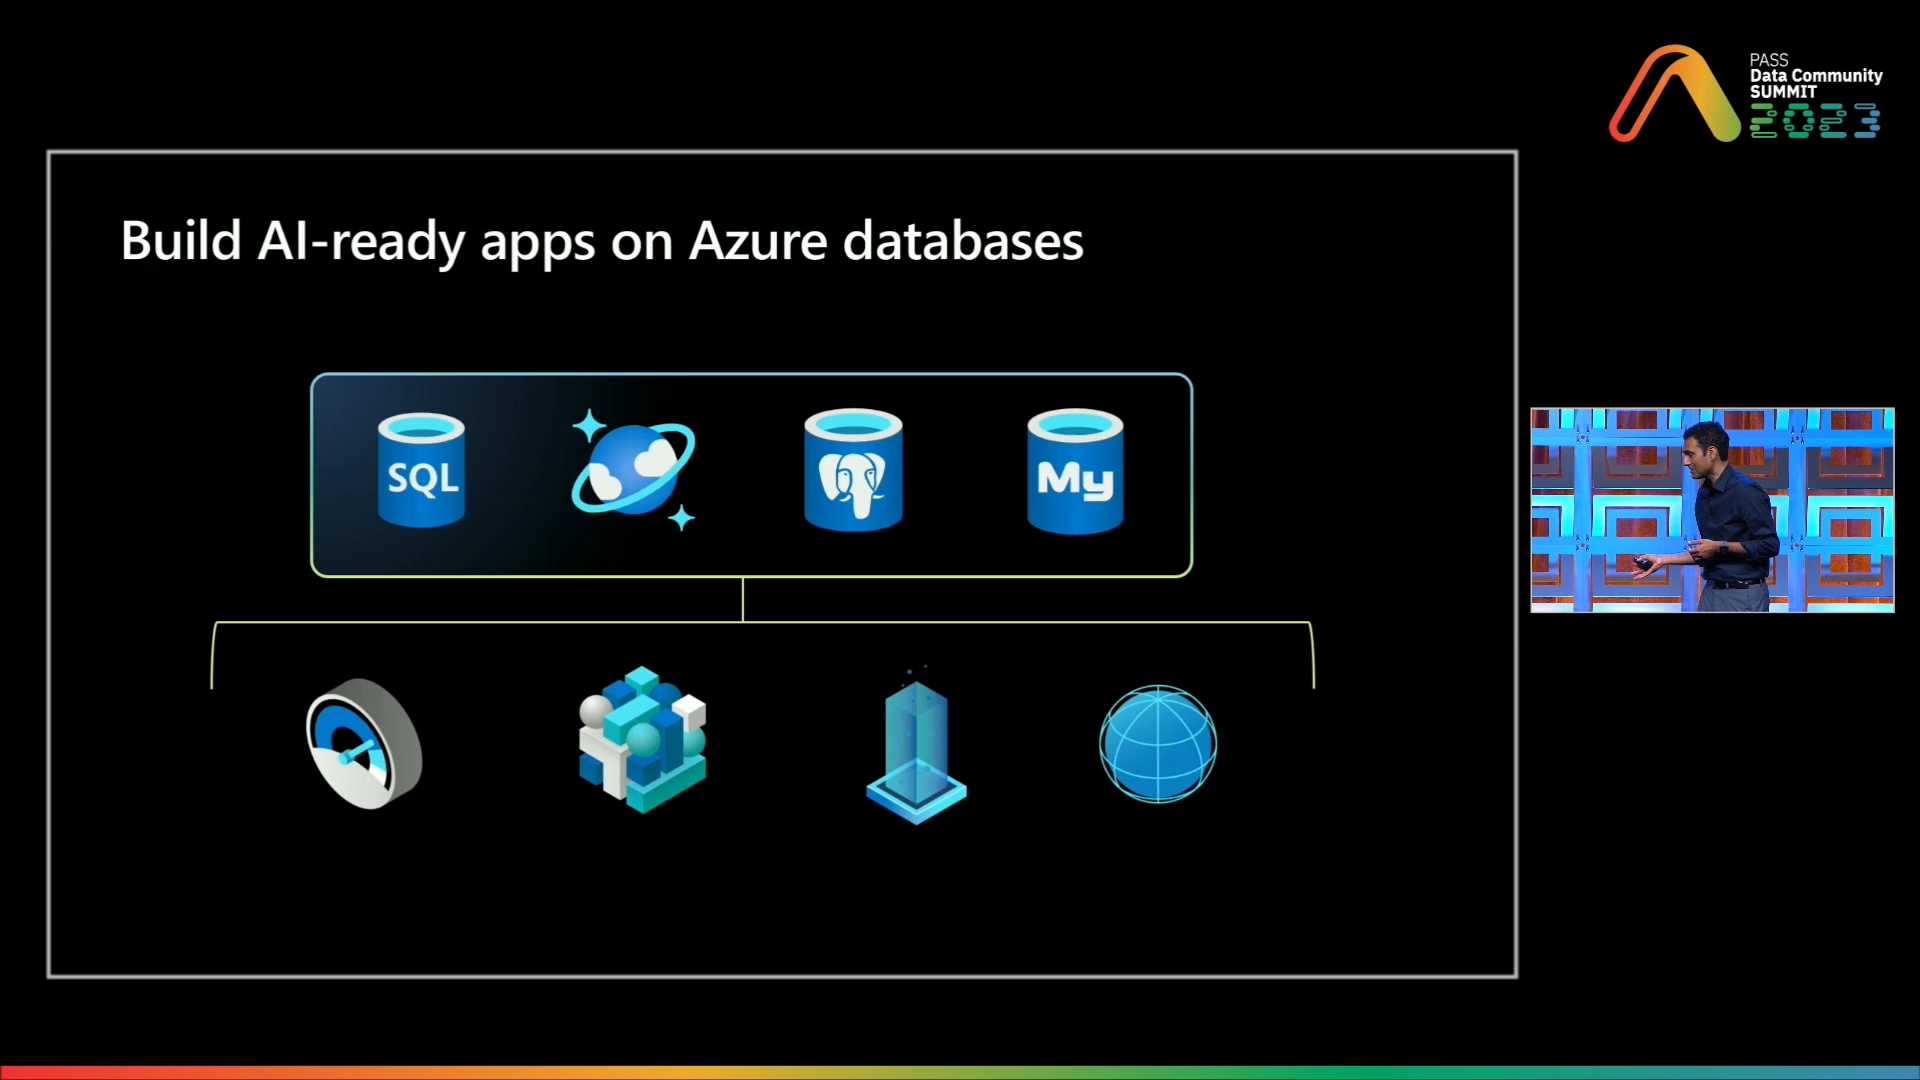 PASS
Data Community
SUMMIT
2023
Build AI-ready apps on Azure databases
SQL
My